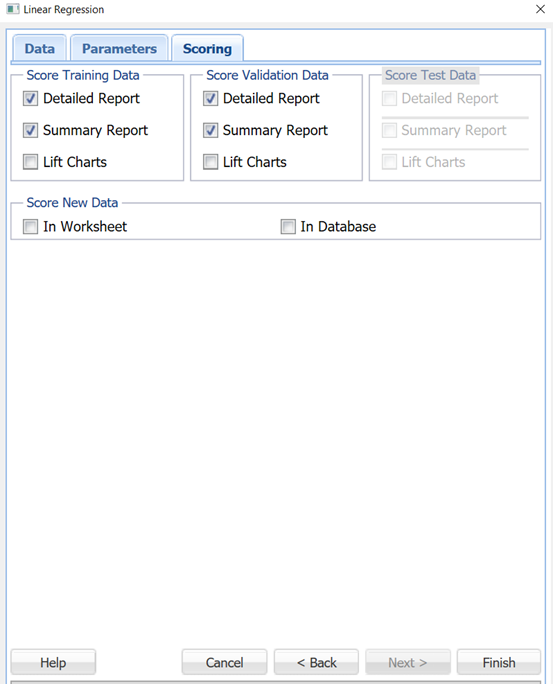 Linear Regression
Data Parameters Scoring
Score Training Data Score Validation Data Score Test Data
Detailed Report Detailed Report Detailed Report
Summary Report Summary Report Summary Report
Lift Charts Lift Charts Lift Charts
Score New Data
In Worksheet In Database
Help Cancel < Back Next > Finish